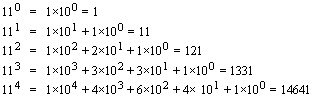 11⁰ = 1×10⁰ = 1
11¹ = 1×10¹ + 1×10⁰ = 11
11² = 1×10² + 2×10¹ + 1×10⁰ = 121
11³ = 1×10³ + 3×10² + 3×10¹ + 1×10⁰ = 1331
11⁴ = 1×10⁴ + 4×10³ + 6×10² + 4× 10¹ + 1×10⁰ = 14641